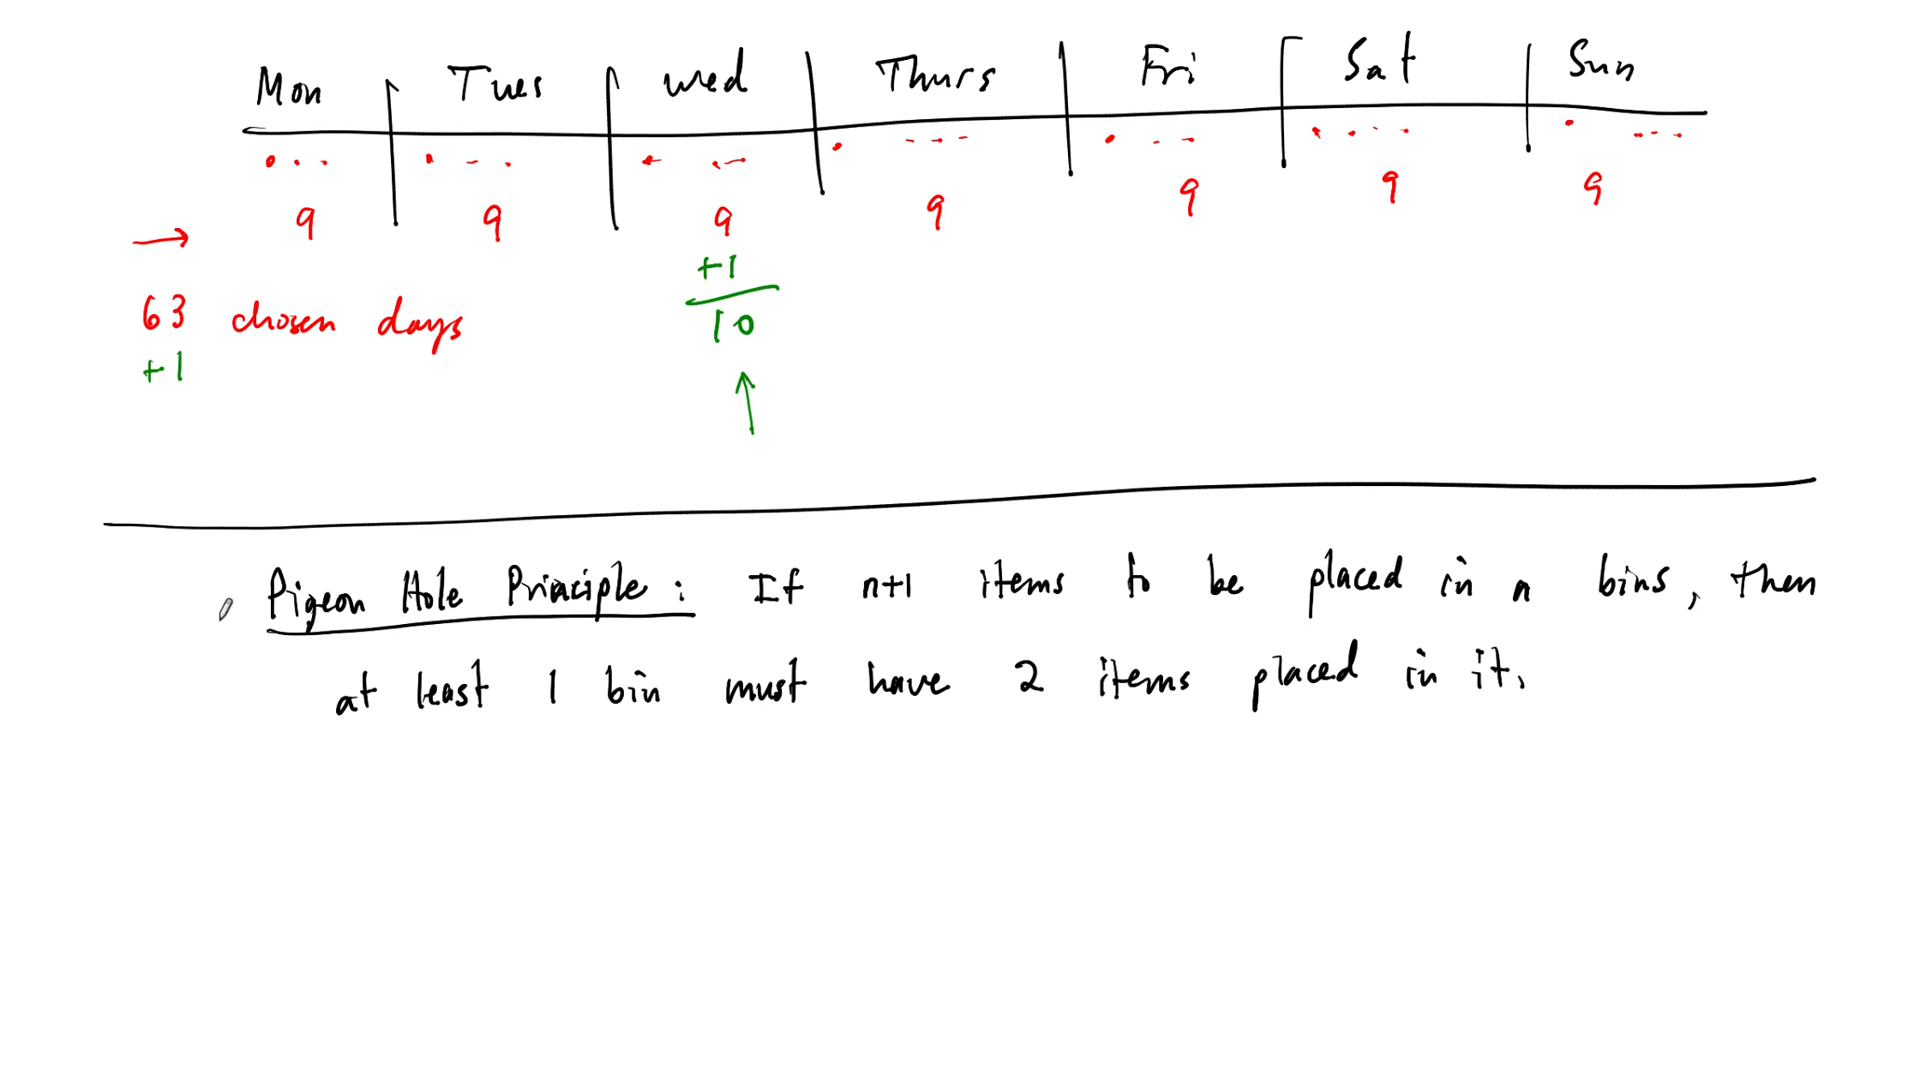 Mon Tues Wed Thurs Fri Sat Sun
9 9 9 9 9 9 9
→ +1
63 chosen days 10
+1 ↑
Pigeon Hole Principle: If n+1 items to be placed in n bins, then
at least 1 bin must have 2 items placed in it.